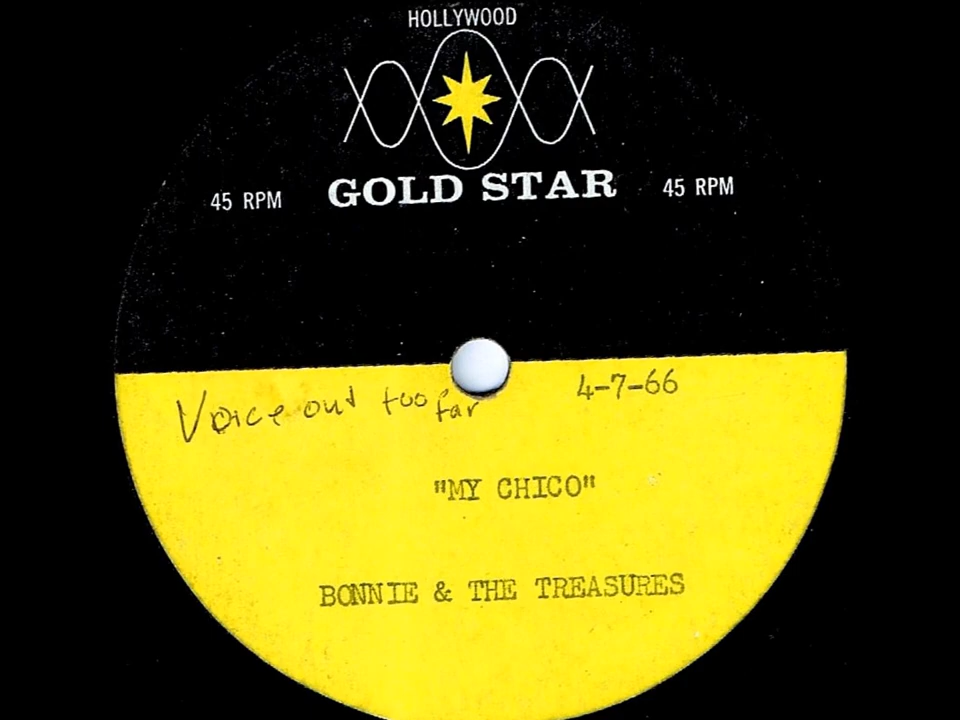 HOLLYWOOD
GOLD STAR
45 RPM 45 RPM
Voice out too far
4-7-66
"MY CHICO"
BONNIE & THE TREASURES